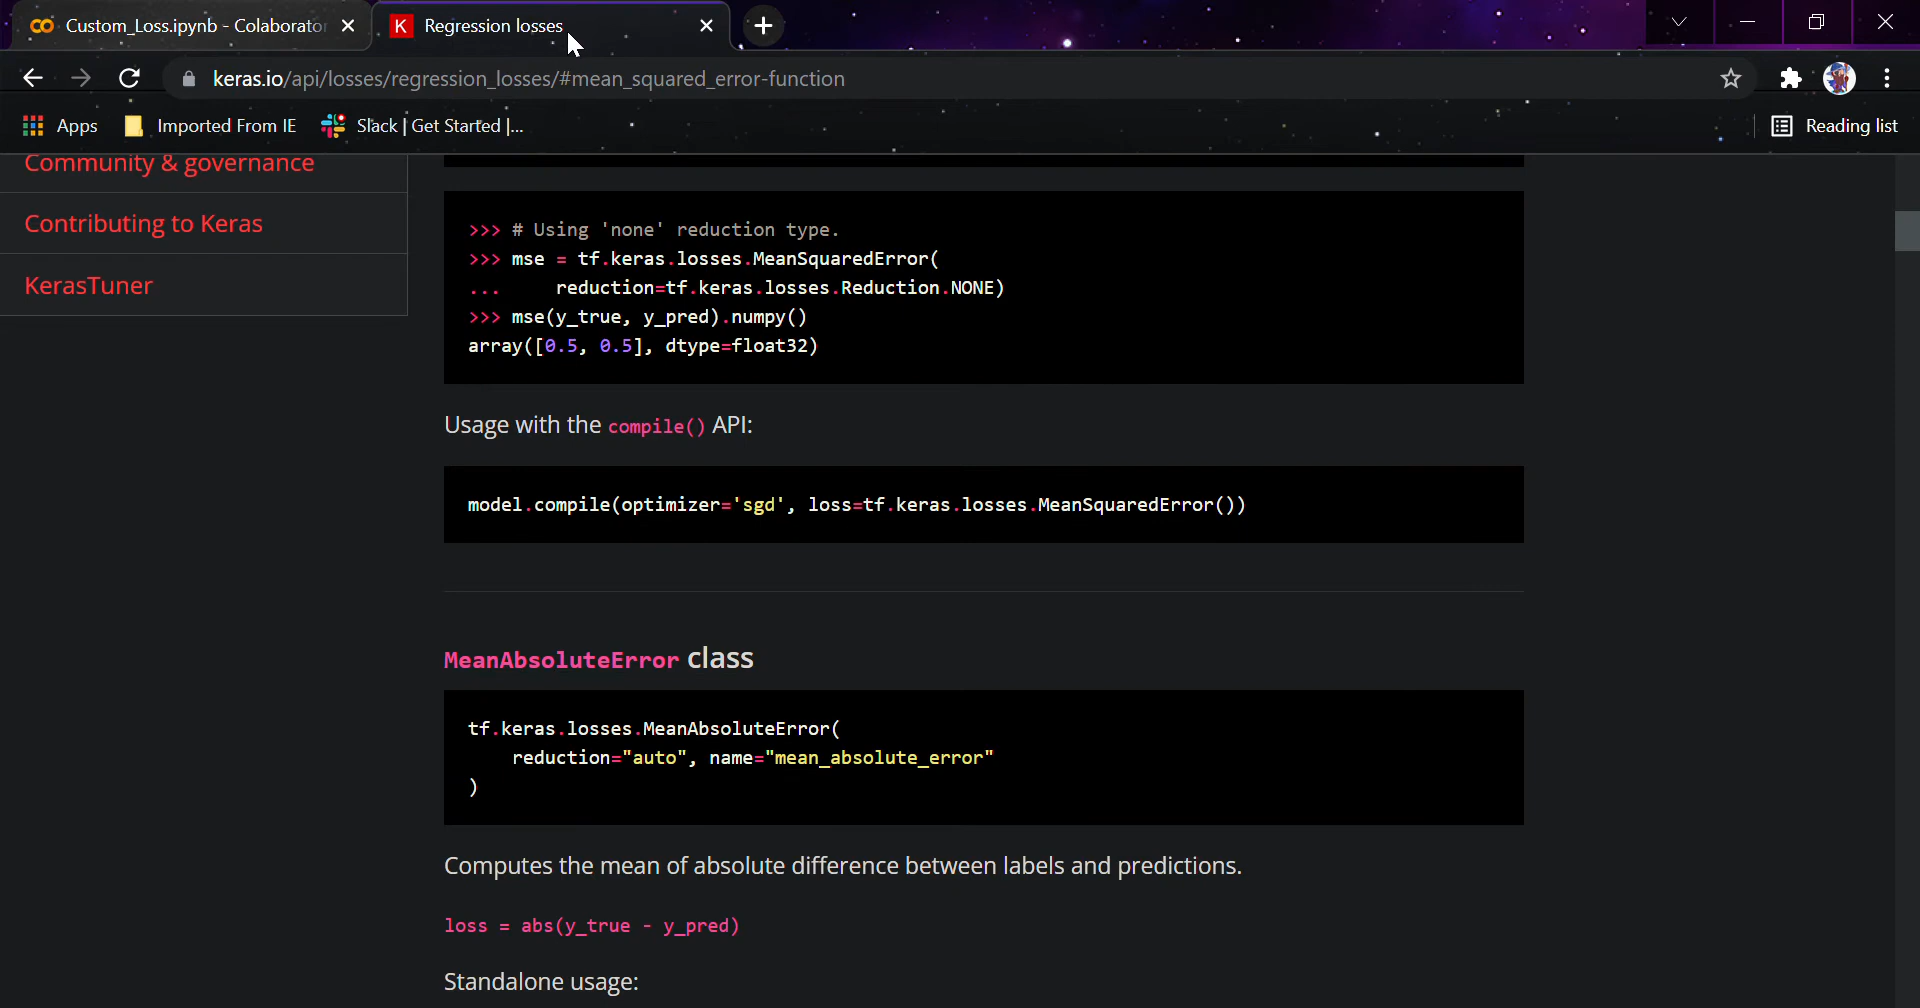 Custom_Loss.ipynb - Colaborato
Regression losses
keras.io/api/losses/regression_losses/#mean_squared_error-function
Apps
Imported From IE
Slack | Get Started |...
Reading list
Community & governance
Contributing to Keras
KerasTuner
>>> # Using 'none' reduction type.
>>> mse = tf.keras.losses.MeanSquaredError(
...     reduction=tf.keras.losses.Reduction.NONE)
>>> mse(y_true, y_pred).numpy()
array([0.5, 0.5], dtype=float32)
Usage with the compile() API:
model.compile(optimizer='sgd', loss=tf.keras.losses.MeanSquaredError())
MeanAbsoluteError class
tf.keras.losses.MeanAbsoluteError(
    reduction="auto", name="mean_absolute_error"
)
Computes the mean of absolute difference between labels and predictions.
loss = abs(y_true - y_pred)
Standalone usage: